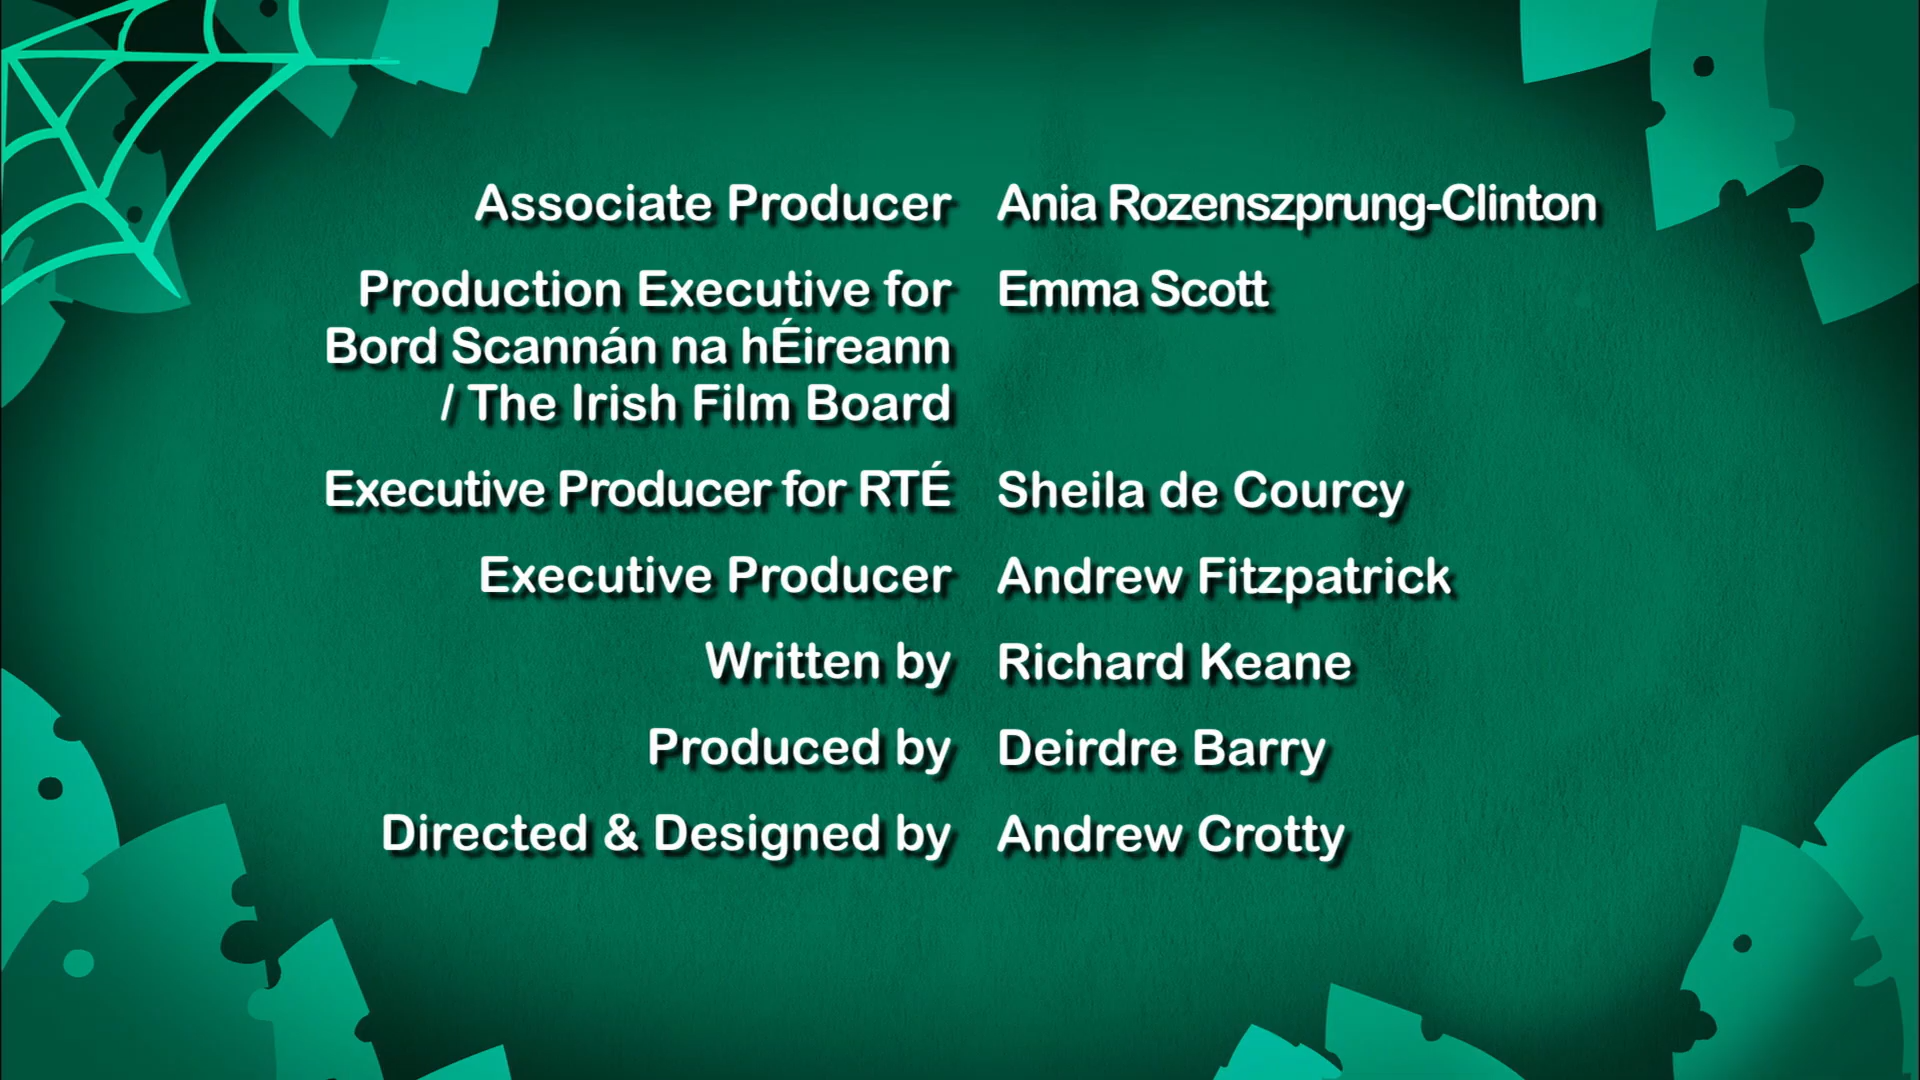 Associate Producer Ania Rozenszprung-Clinton
Production Executive for Emma Scott
Bord Scannán na hÉireann
/ The Irish Film Board
Executive Producer for RTÉ Sheila de Courcy
Executive Producer Andrew Fitzpatrick
Written by Richard Keane
Produced by Deirdre Barry
Directed & Designed by Andrew Crotty